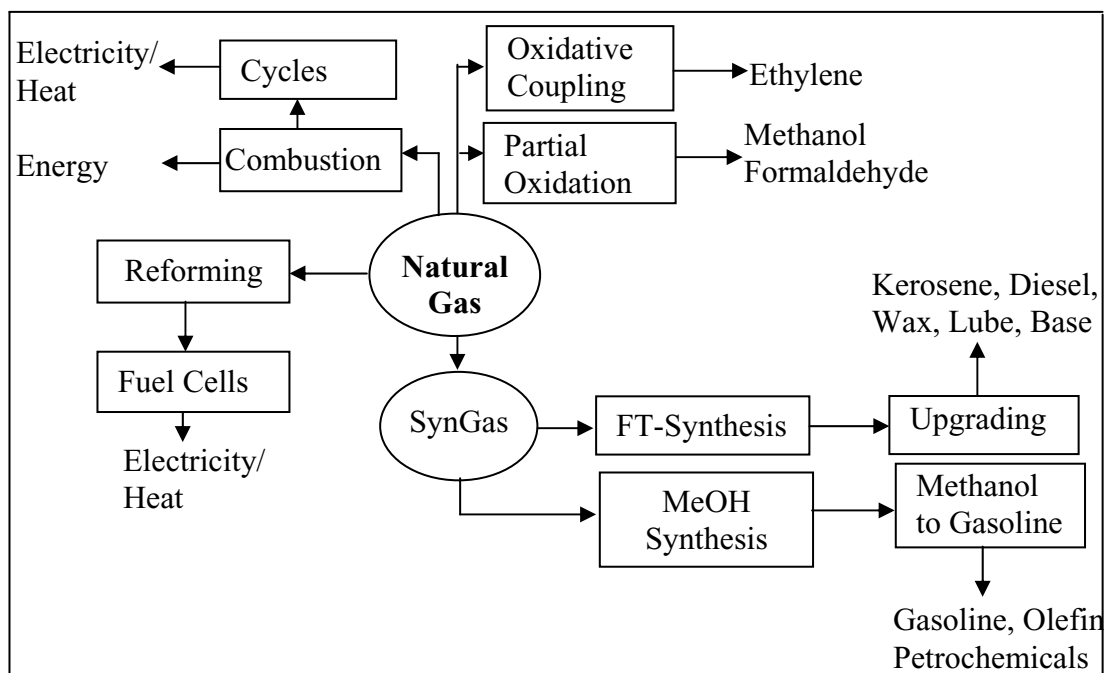 Electricity/
Heat
Cycles
Oxidative
Coupling
Ethylene
Energy
Combustion
Partial
Oxidation
Methanol
Formaldehyde
Reforming
Natural
Gas
Kerosene, Diesel,
Wax, Lube, Base
Fuel Cells
SynGas
FT-Synthesis
Upgrading
Electricity/
Heat
MeOH
Synthesis
Methanol
to Gasoline
Gasoline, Olefin
Petrochemicals